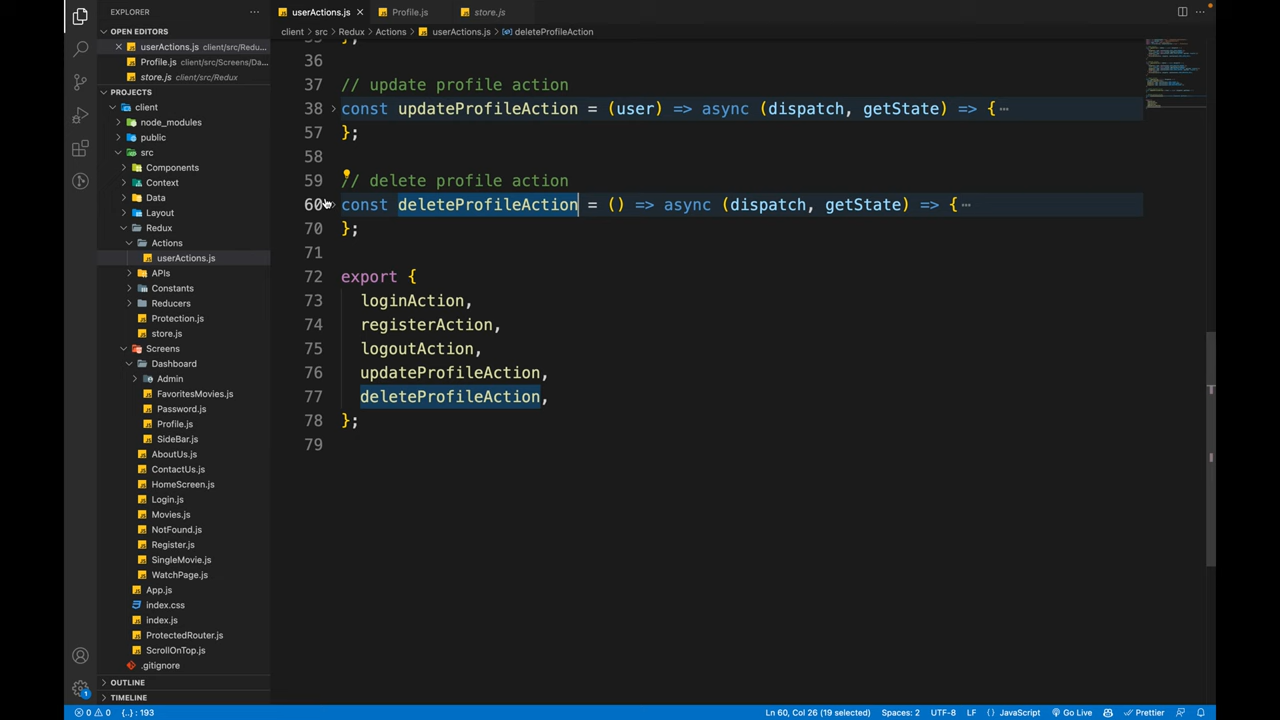 EXPLORER
OPEN EDITORS
userActions.js client/src/Red...
Profile.js client/src/Screens/Da...
store.js client/src/Redux
PROJECTS
client
node_modules
public
src
Components
Context
Data
Layout
Redux
Actions
userActions.js
APIs
Constants
Reducers
Protection.js
store.js
Screens
Dashboard
Admin
FavoritesMovies.js
Password.js
Profile.js
SideBar.js
AboutUs.js
ContactUs.js
HomeScreen.js
Login.js
Movies.js
NotFound.js
Register.js
SingleMovie.js
WatchPage.js
App.js
index.css
index.js
ProtectedRouter.js
ScrollOnTop.js
.gitignore
OUTLINE
TIMELINE
userActions.js Profile.js store.js
client > src > Redux > Actions > userActions.js > deleteProfileAction
36
37 // update profile action
38 const updateProfileAction = (user) => async (dispatch, getState) => {…
57 };
58
59 // delete profile action
60 const deleteProfileAction = () => async (dispatch, getState) => {…
70 };
71
72 export {
73 loginAction,
74 registerAction,
75 logoutAction,
76 updateProfileAction,
77 deleteProfileAction,
78 };
79
0 0 {..} : 193 Ln 60, Col 26 (19 selected) Spaces: 2 UTF-8 LF {} JavaScript Go Live Prettier